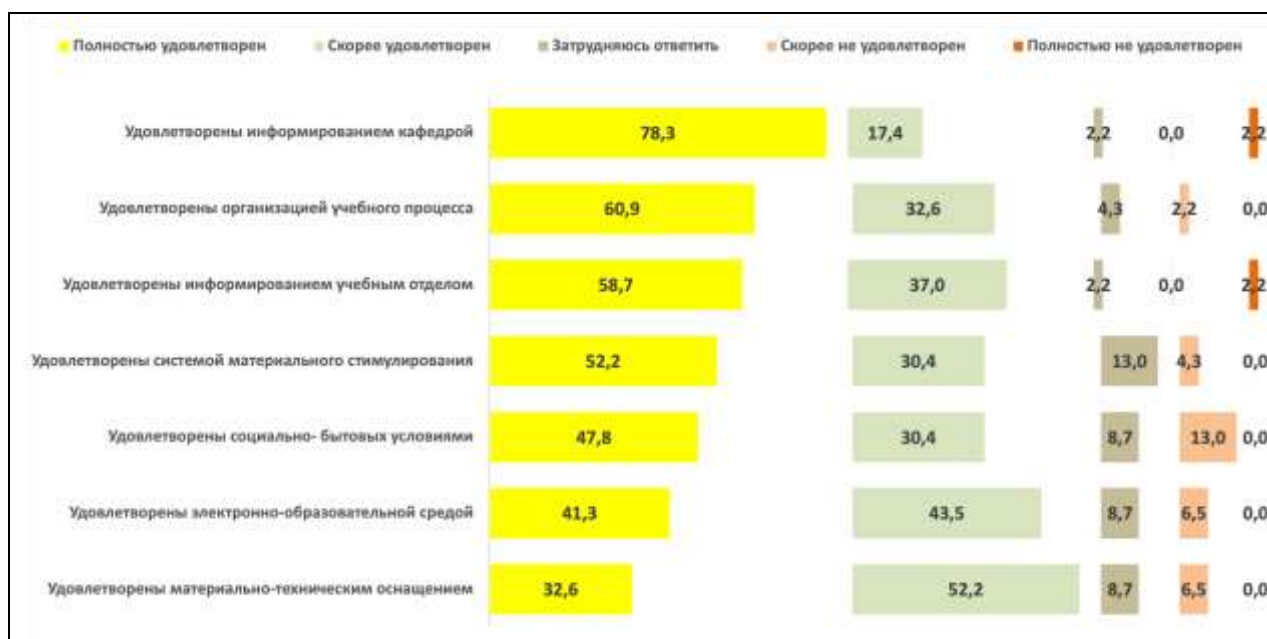 Полностью удовлетворен Скорее удовлетворен Затрудняюсь ответить Скорее не удовлетворен Полностью не удовлетворен
Удовлетворены информированием кафедрой 78,3 17,4 2,2 0,0 2,2
Удовлетворены организацией учебного процесса 60,9 32,6 4,3 2,2 0,0
Удовлетворены информированием учебным отделом 58,7 37,0 2,2 0,0 2,2
Удовлетворены системой материального стимулирования 52,2 30,4 13,0 4,3 0,0
Удовлетворены социально- бытовых условиями 47,8 30,4 8,7 13,0 0,0
Удовлетворены электронно-образовательной средой 41,3 43,5 8,7 6,5 0,0
Удовлетворены материально-техническим оснащением 32,6 52,2 8,7 6,5 0,0